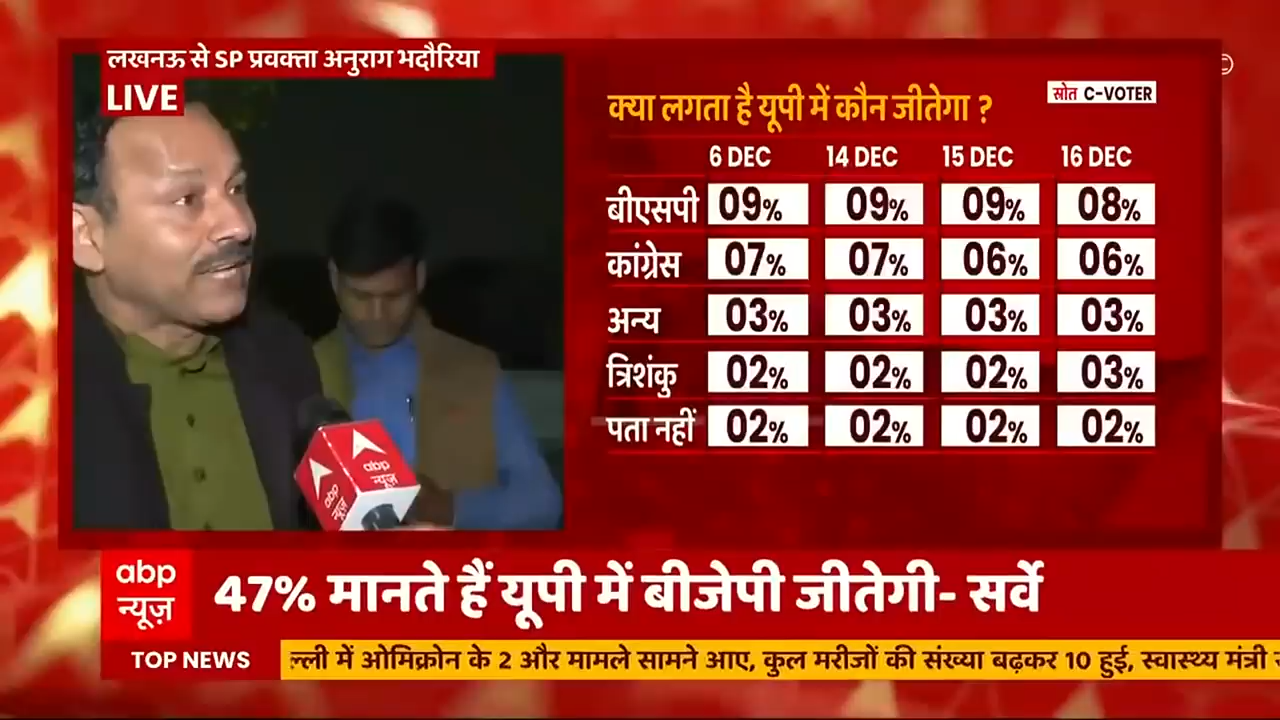 लखनऊ से SP प्रवक्ता अनुराग भदौरिया
LIVE
क्या लगता है यूपी में कौन जीतेगा ?
स्रोत C-VOTER
6 DEC 14 DEC 15 DEC 16 DEC
बीएसपी 09% 09% 09% 08%
कांग्रेस 07% 07% 06% 06%
अन्य 03% 03% 03% 03%
त्रिशंकु 02% 02% 02% 03%
पता नहीं 02% 02% 02% 02%
abp न्यूज़
abp न्यूज़
abp
न्यूज़
47% मानते हैं यूपी में बीजेपी जीतेगी- सर्वे
TOP NEWS
ल्ली में ओमिक्रोन के 2 और मामले सामने आए, कुल मरीजों की संख्या बढ़कर 10 हुई, स्वास्थ्य मंत्री